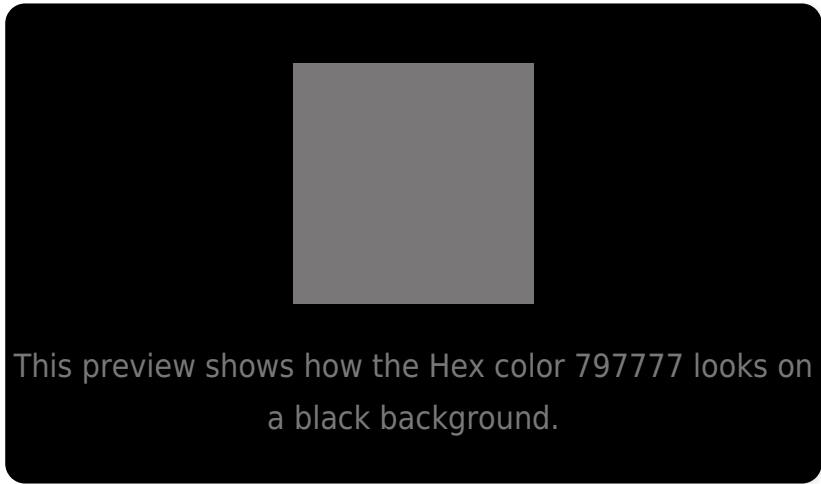 This preview shows how the Hex color 797777 looks on
a black background.